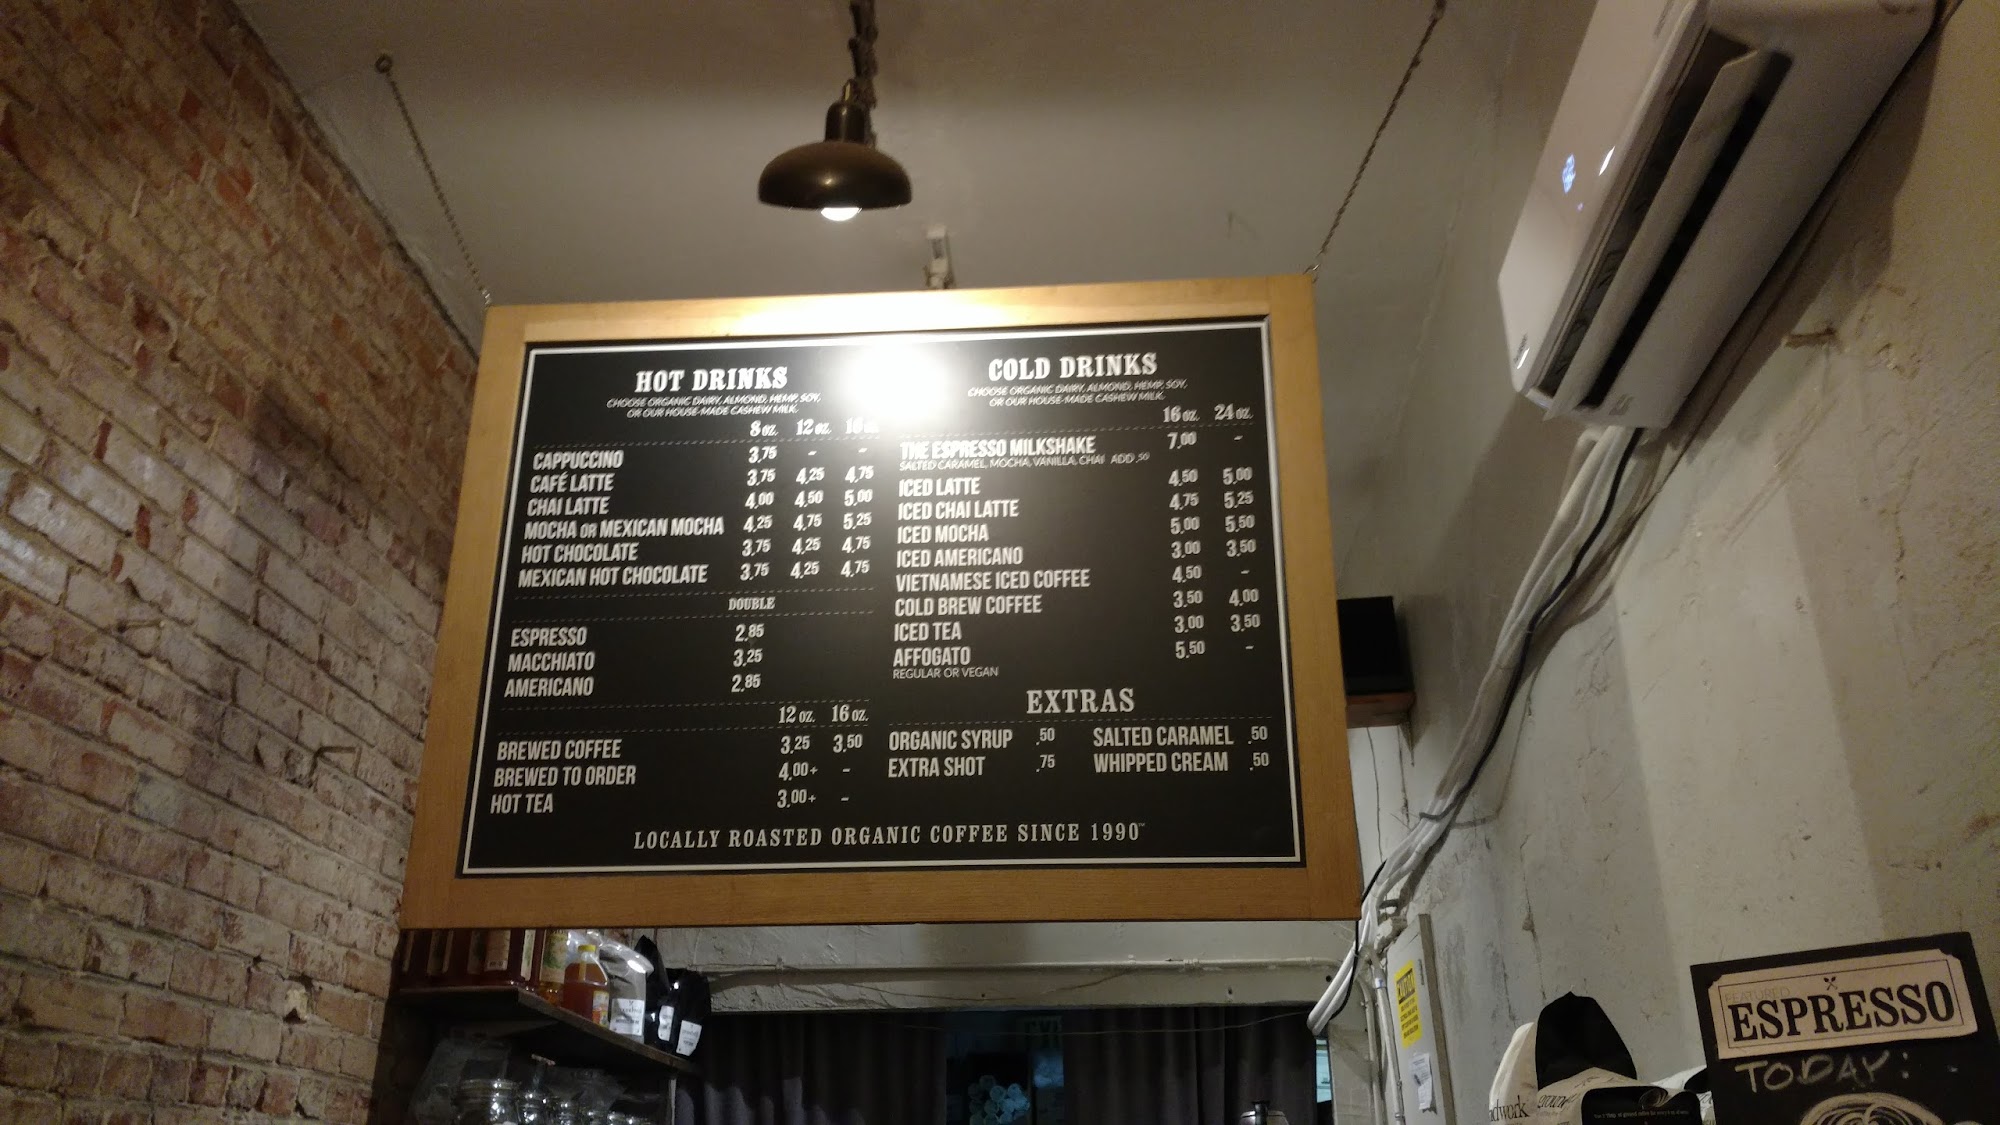 HOT DRINKS
CHOOSE ORGANIC DAIRY, ALMOND, HEMP, SOY,
OR OUR HOUSE-MADE CASHEW MILK.
8 OZ. 12 OZ. 16 OZ.
CAPPUCCINO 3.75 - -
CAFÉ LATTE 3.75 4.25 4.75
CHAI LATTE 4.00 4.50 5.00
MOCHA OR MEXICAN MOCHA 4.25 4.75 5.25
HOT CHOCOLATE 3.75 4.25 4.75
MEXICAN HOT CHOCOLATE 3.75 4.25 4.75
DOUBLE
ESPRESSO 2.85
MACCHIATO 3.25
AMERICANO 2.85
12 OZ. 16 OZ.
BREWED COFFEE 3.25 3.50
BREWED TO ORDER 4.00+ -
HOT TEA 3.00+ -
COLD DRINKS
CHOOSE ORGANIC DAIRY, ALMOND, HEMP, SOY,
OR OUR HOUSE-MADE CASHEW MILK.
16 OZ. 24 OZ.
THE ESPRESSO MILKSHAKE 7.00 -
SALTED CARAMEL, MOCHA, VANILLA, CHAI ADD .50
ICED LATTE 4.50 5.00
ICED CHAI LATTE 4.75 5.25
ICED MOCHA 5.00 5.50
ICED AMERICANO 3.00 3.50
VIETNAMESE ICED COFFEE 4.50 -
COLD BREW COFFEE 3.50 4.00
ICED TEA 3.00 3.50
AFFOGATO 5.50 -
REGULAR OR VEGAN
EXTRAS
ORGANIC SYRUP .50 SALTED CARAMEL .50
EXTRA SHOT .75 WHIPPED CREAM .50
LOCALLY ROASTED ORGANIC COFFEE SINCE 1990™
FEATURED
ESPRESSO
TODAY: